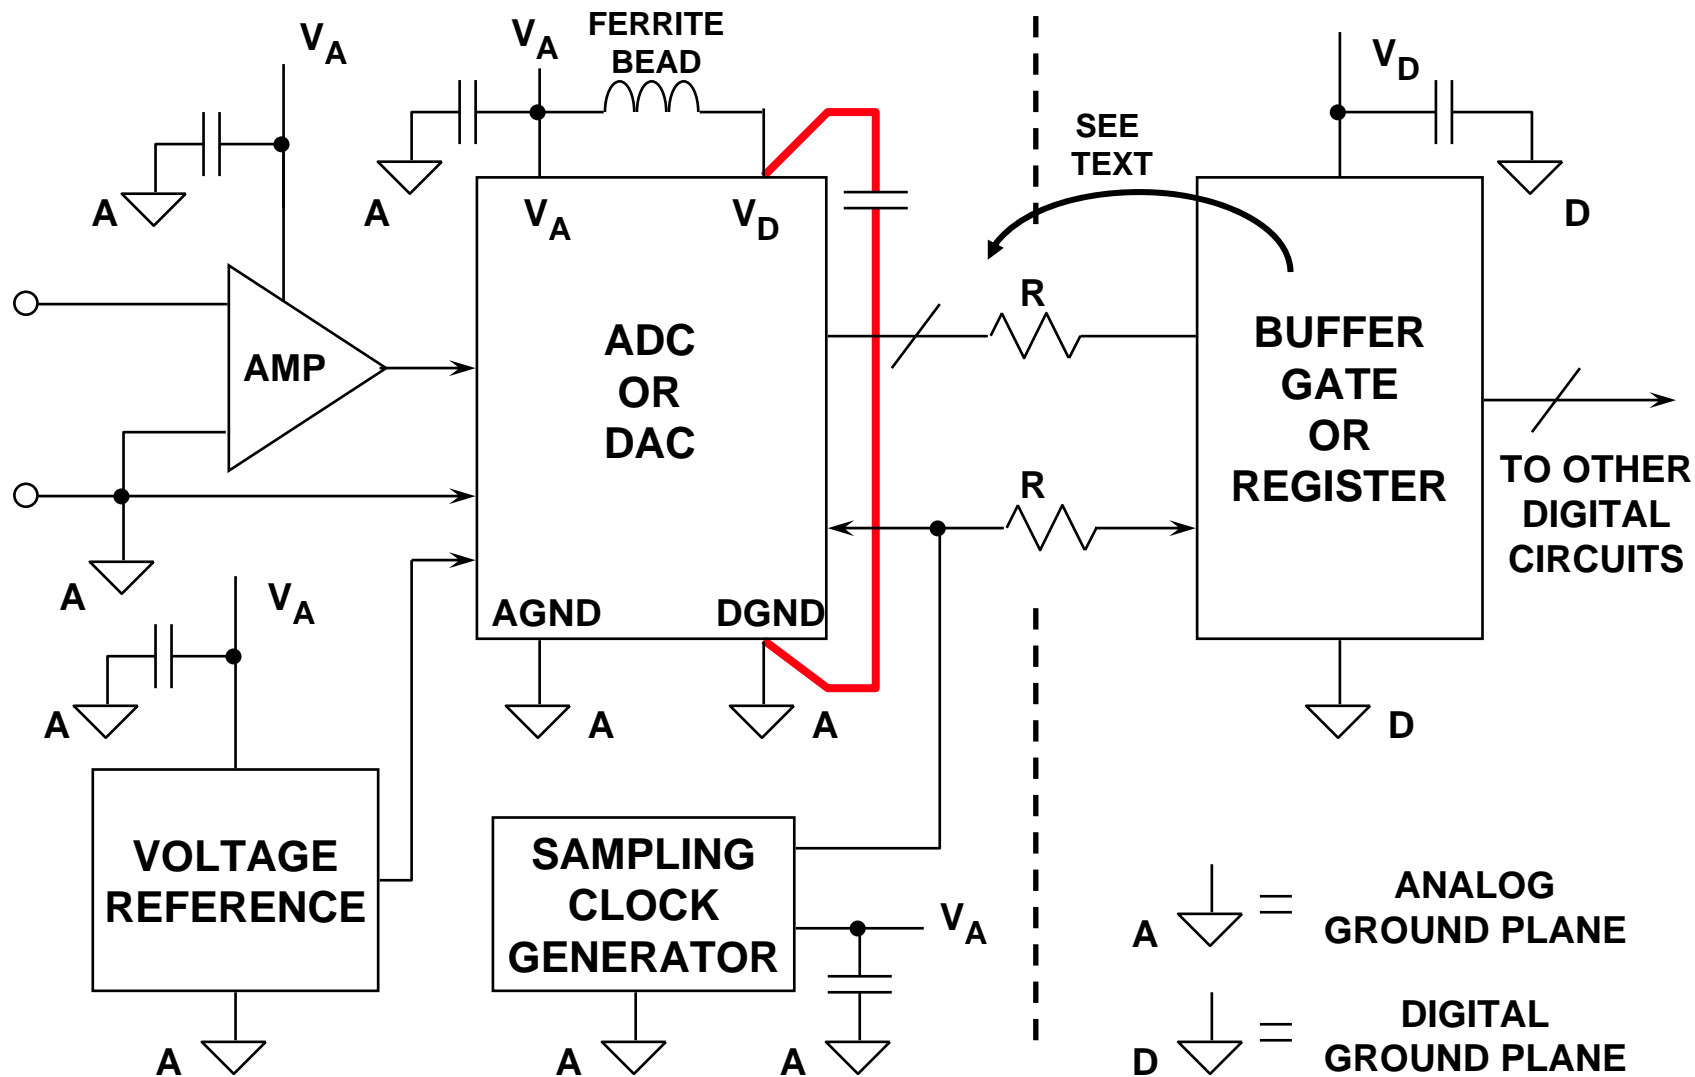 VA
VA
FERRITE
BEAD
VD
SEE
TEXT
A
A
VA
VD
D
R
AMP
ADC
OR
DAC
BUFFER
GATE
OR
REGISTER
R
TO OTHER
DIGITAL
CIRCUITS
A
VA
AGND
DGND
A
A
A
D
VOLTAGE
REFERENCE
SAMPLING
CLOCK
GENERATOR
VA
A
=
ANALOG
GROUND PLANE
A
A
A
D
=
DIGITAL
GROUND PLANE